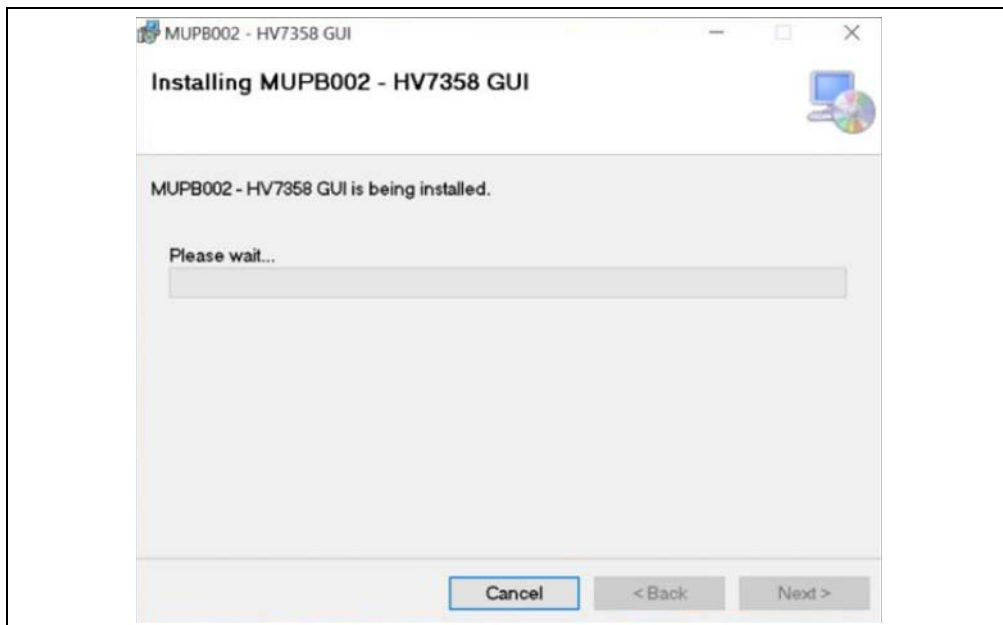 MUPB002 - HV7358 GUI
Installing MUPB002 - HV7358 GUI
MUPB002 - HV7358 GUI is being installed.
Please wait...
Cancel
< Back
Next >